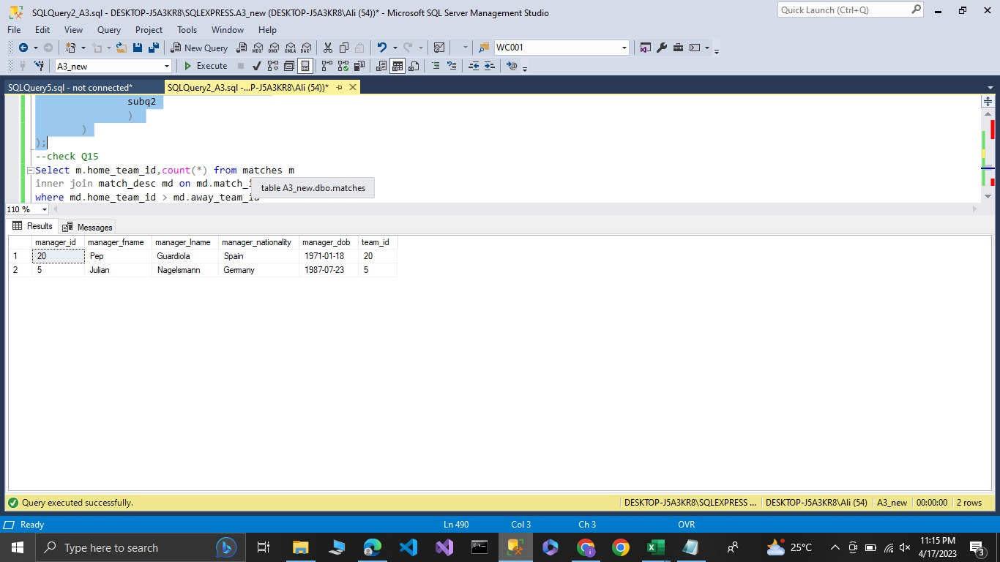 SQLQuery2_A3.sql - DESKTOP-J5A3KR8\SQLEXPRESS.A3_new (DESKTOP-J5A3KR8\Ali (54))* - Microsoft SQL Server Management Studio
Quick Launch (Ctrl+Q)
File Edit View Query Project Tools Window Help
New Query MDX DMX XMLA DAX WC001
A3_new Execute
SQLQuery5.sql - not connected* SQLQuery2_A3.sql -...P-J5A3KR8\Ali (54))*
subq2
)
)
);
--check Q15
Select m.home_team_id,count(*) from matches m
inner join match_desc md on md.match_i
table A3_new.dbo.matches
where md.home_team_id > md.away_team_id
110 %
Results Messages
manager_id manager_fname manager_lname manager_nationality manager_dob team_id
1 20 Pep Guardiola Spain 1971-01-18 20
2 5 Julian Nagelsmann Germany 1987-07-23 5
Query executed successfully. DESKTOP-J5A3KR8\SQLEXPRESS ... DESKTOP-J5A3KR8\Ali (54) A3_new 00:00:00 2 rows
Ready Ln 490 Col 3 Ch 3 OVR
Type here to search 25°C 11:15 PM
4/17/2023 3